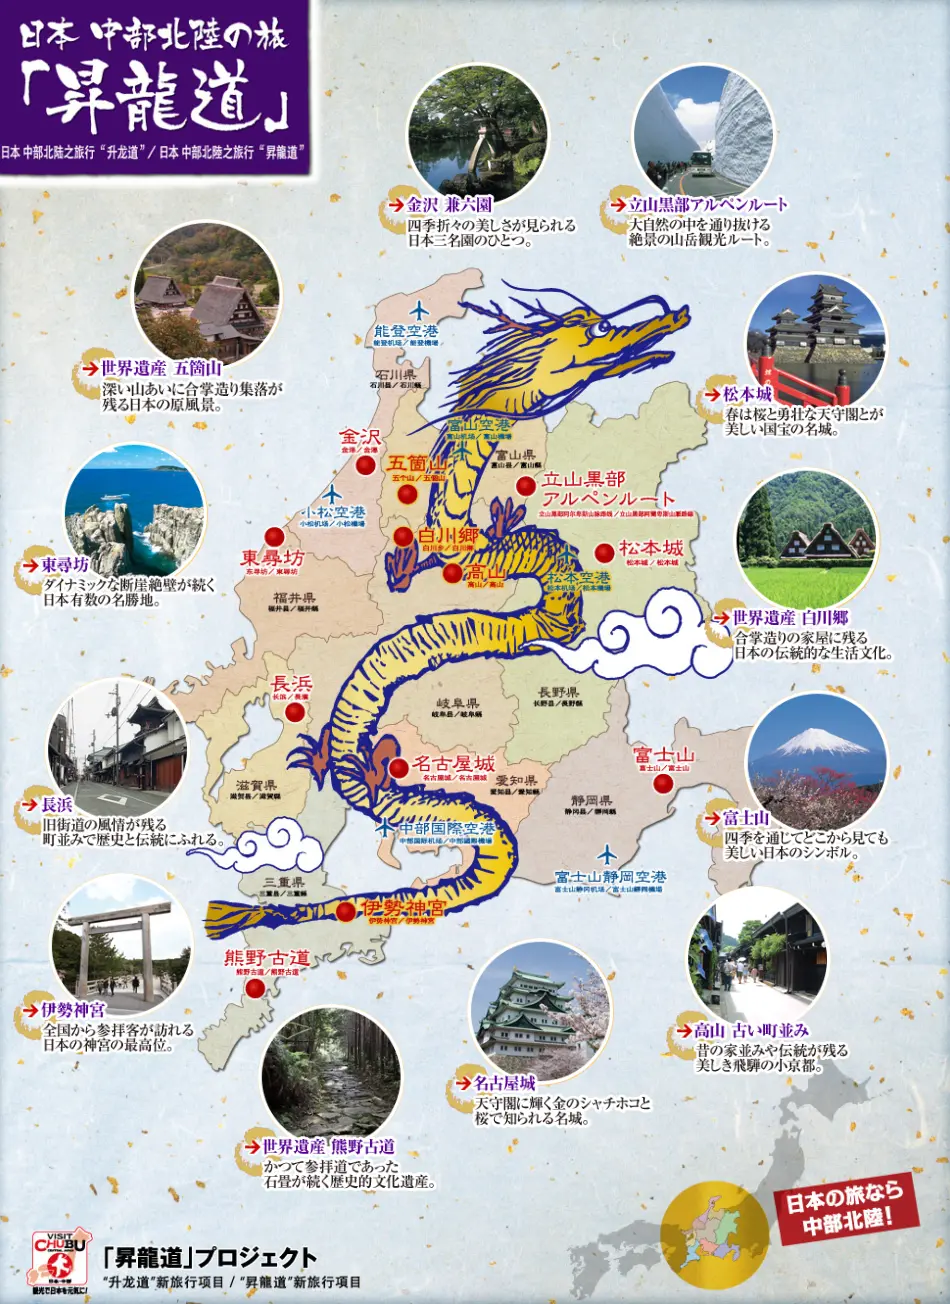 日本 中部北陸の旅
「昇龍道」
日本 中部北陆之旅行 “升龙道” / 日本 中部北陸之旅行 “昇龍道”
金沢 兼六園
四季折々の美しさが見られる
日本三名園のひとつ。
立山黒部アルペンルート
大自然の中を通り抜ける
絶景の山岳観光ルート。
世界遺産 五箇山
深い山あいに合掌造り集落が
残る日本の原風景。
松本城
春は桜と勇壮な天守閣とが
美しい国宝の名城。
能登空港
能登机场/能登機場
石川県
石川县/石川縣
富山空港
富山机场/富山機場
金沢
金泽/金澤
五箇山
五个山/五箇山
富山県
富山县/富山縣
立山黒部
アルペンルート
立山黑部阿尔卑斯山脉路线/立山黑部阿爾卑斯山脈路線
小松空港
小松机场/小松機場
東尋坊
东寻坊/東尋坊
白川郷
白川乡/白川鄉
松本城
松本城/松本城
高山
高山/高山
松本空港
松本机场/松本機場
福井県
福井县/福井縣
東尋坊
ダイナミックな断崖絶壁が続く
日本有数の名勝地。
世界遺産 白川郷
合掌造りの家屋に残る
日本の伝統的な生活文化。
長浜
长滨/長濱
岐阜県
岐阜县/岐阜縣
長野県
长野县/長野縣
名古屋城
名古屋城/名古屋城
富士山
富士山/富士山
滋賀県
滋贺县/滋賀縣
愛知県
爱知县/愛知縣
静岡県
静冈县/靜岡縣
中部国際空港
中部国际机场/中部國際機場
富士山静岡空港
富士山静冈机场/富士山靜岡機場
三重県
三重县/三重縣
伊勢神宮
伊势神宫/伊勢神宮
熊野古道
熊野古道/熊野古道
長浜
旧街道の風情が残る
町並みで歴史と伝統にふれる。
富士山
四季を通じてどこから見ても
美しい日本のシンボル。
伊勢神宮
全国から参拝客が訪れる
日本の神宮の最高位。
高山 古い町並み
昔の家並みや伝統が残る
美しき飛騨の小京都。
名古屋城
天守閣に輝く金のシャチホコと
桜で知られる名城。
世界遺産 熊野古道
かつて参拝道であった
石畳が続く歴史的文化遺産。
日本の旅なら
中部北陸!
VISIT
CHUBU
CENTRAL JAPAN
日本・中部
観光で日本を元気に!
「昇龍道」プロジェクト
“升龙道”新旅行项目 / “昇龍道”新旅行項目